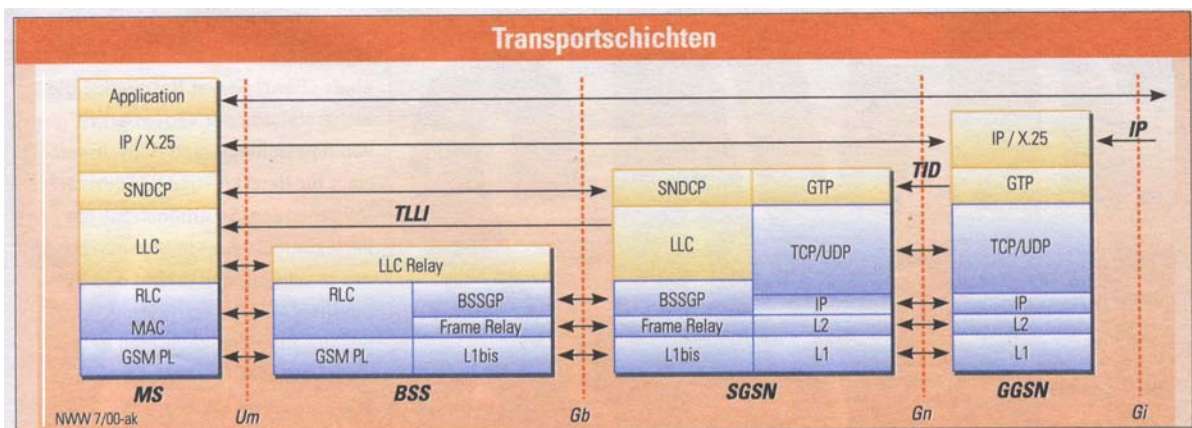 Transportschichten
Application
IP / X.25
SNDCP
LLC
RLC
MAC
GSM PL
MS
Um
TLLI
LLC Relay
RLC
BSSGP
Frame Relay
GSM PL
L1bis
BSS
Gb
SNDCP
GTP
LLC
TCP/UDP
BSSGP
IP
Frame Relay
L2
L1bis
L1
SGSN
Gn
TID
IP / X.25
GTP
TCP/UDP
IP
L2
L1
GGSN
IP
Gi
NWW 7/00-ak